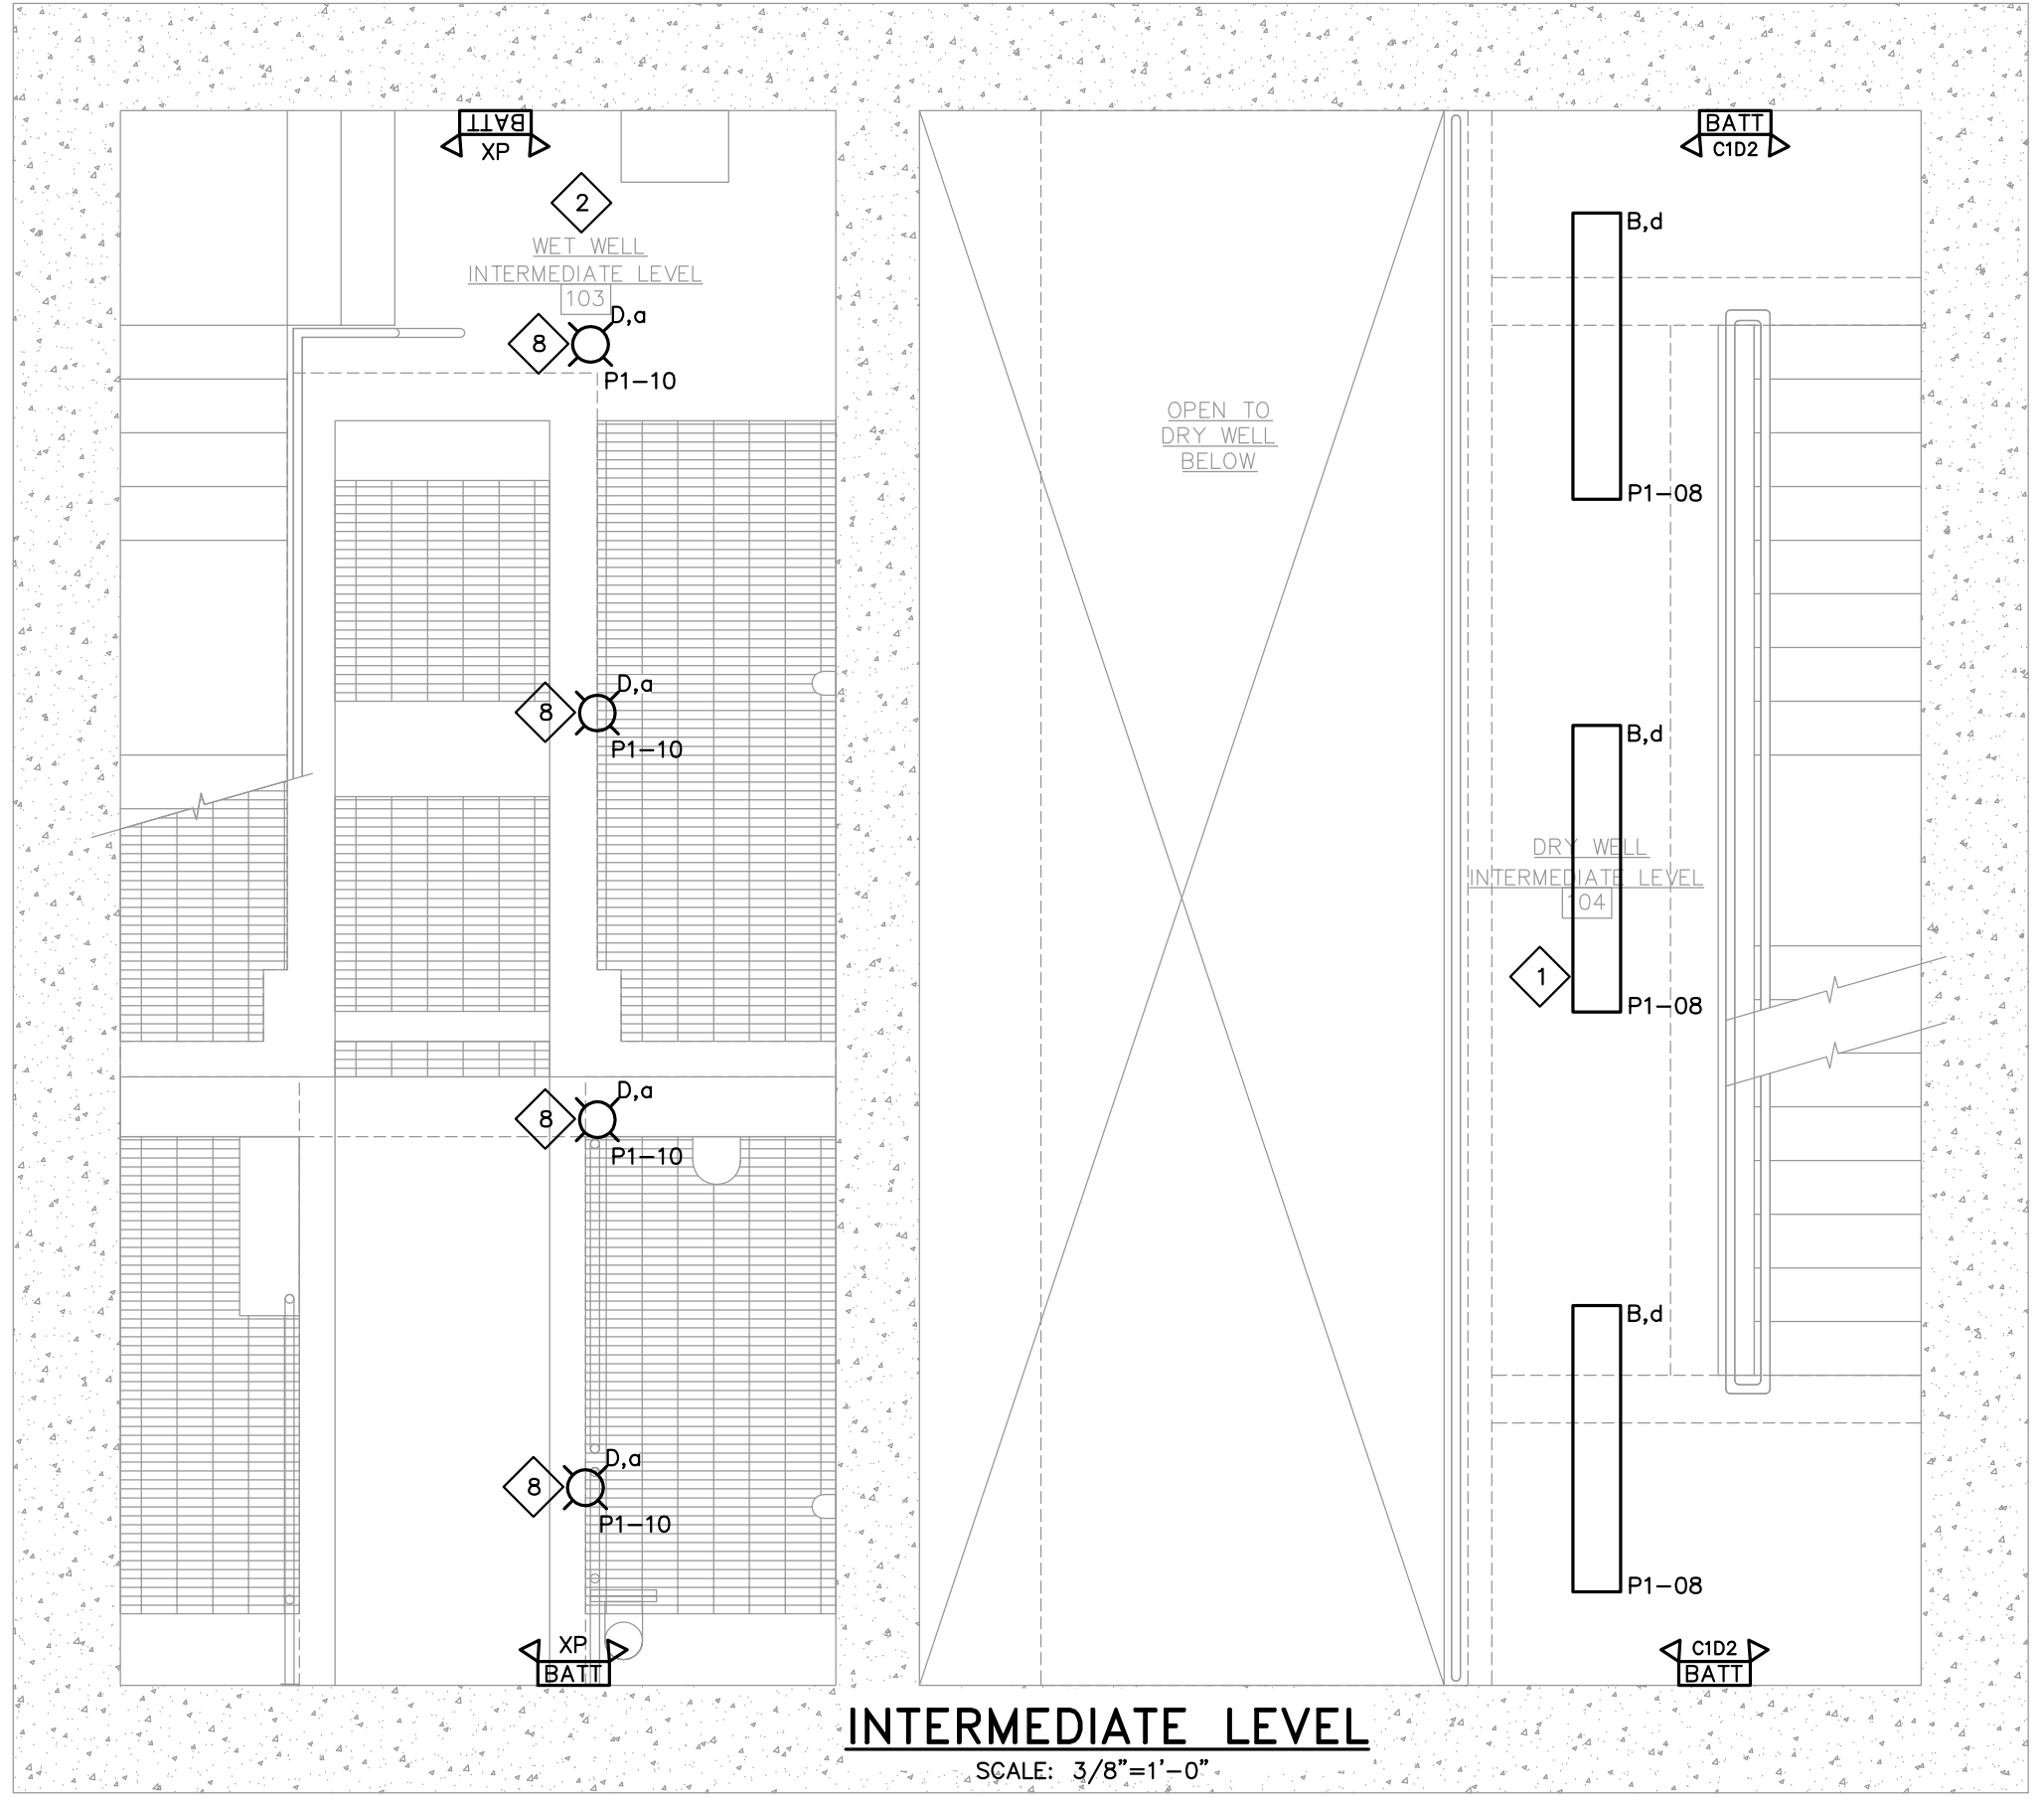 BATT
XP
2
WET WELL
INTERMEDIATE LEVEL
103
D,a
8
P1-10
D,a
8
P1-10
D,a
8
P1-10
D,a
8
P1-10
XP
BATT
OPEN TO
DRY WELL
BELOW
BATT
C1D2
B,d
P1-08
B,d
DRY WELL
INTERMEDIATE LEVEL
104
1
P1-08
B,d
P1-08
C1D2
BATT
INTERMEDIATE LEVEL
SCALE: 3/8"=1'-0"